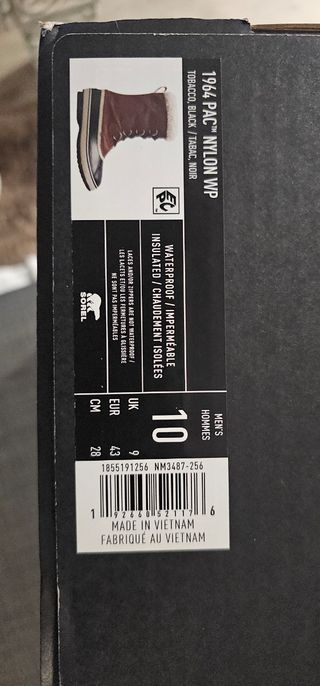 1964 PAC™ NYLON WP
TOBACCO, BLACK / TABAC, NOIR
EC
PC
WATERPROOF / IMPERMÉABLE
INSULATED / CHAUDEMENT ISOLÉES
LACES AND/OR ZIPPERS ARE NOT WATERPROOF /
LES LACETS ET/OU LES FERMETURES À GLISSIÈRE
NE SONT PAS IMPERMÉABLES
SOREL
MEN'S
HOMMES
10
UK 9
EUR 43
CM 28
1855191256 NM3487-256
1 92660 52117 6
MADE IN VIETNAM
FABRIQUÉ AU VIETNAM